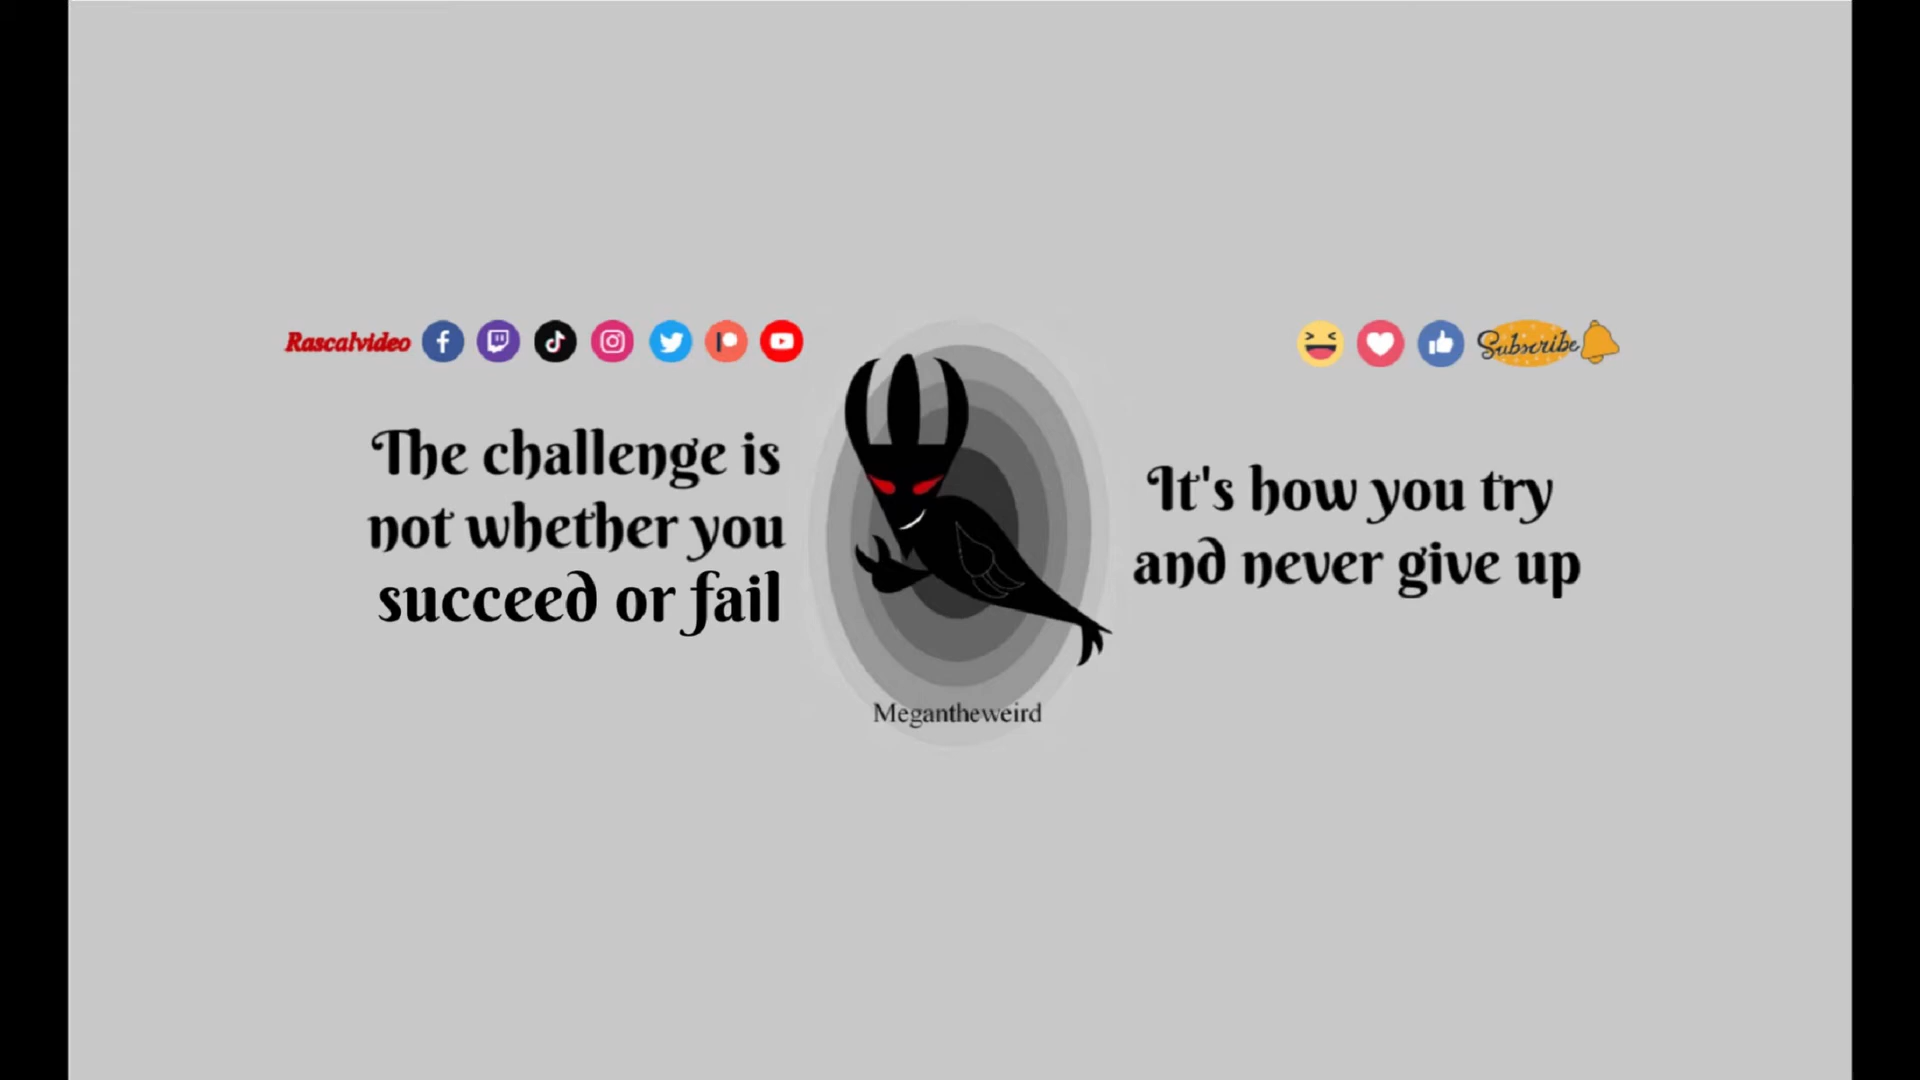 Rascalvideo
Subscribe
The challenge is
not whether you
succeed or fail
It's how you try
and never give up
Megantheweird